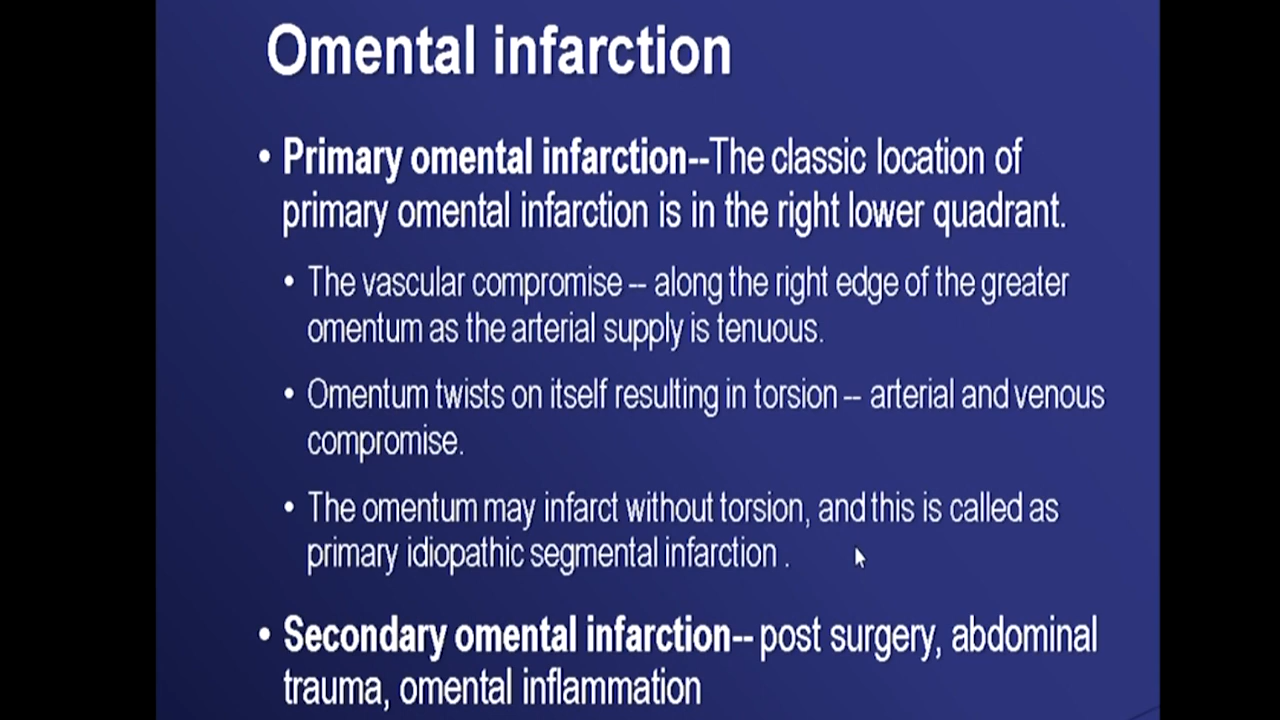 Omental infarction
• Primary omental infarction--The classic location of
primary omental infarction is in the right lower quadrant.
• The vascular compromise -- along the right edge of the greater
omentum as the arterial supply is tenuous.
• Omentum twists on itself resulting in torsion -- arterial and venous
compromise.
• The omentum may infarct without torsion, and this is called as
primary idiopathic segmental infarction .
• Secondary omental infarction-- post surgery, abdominal
trauma, omental inflammation